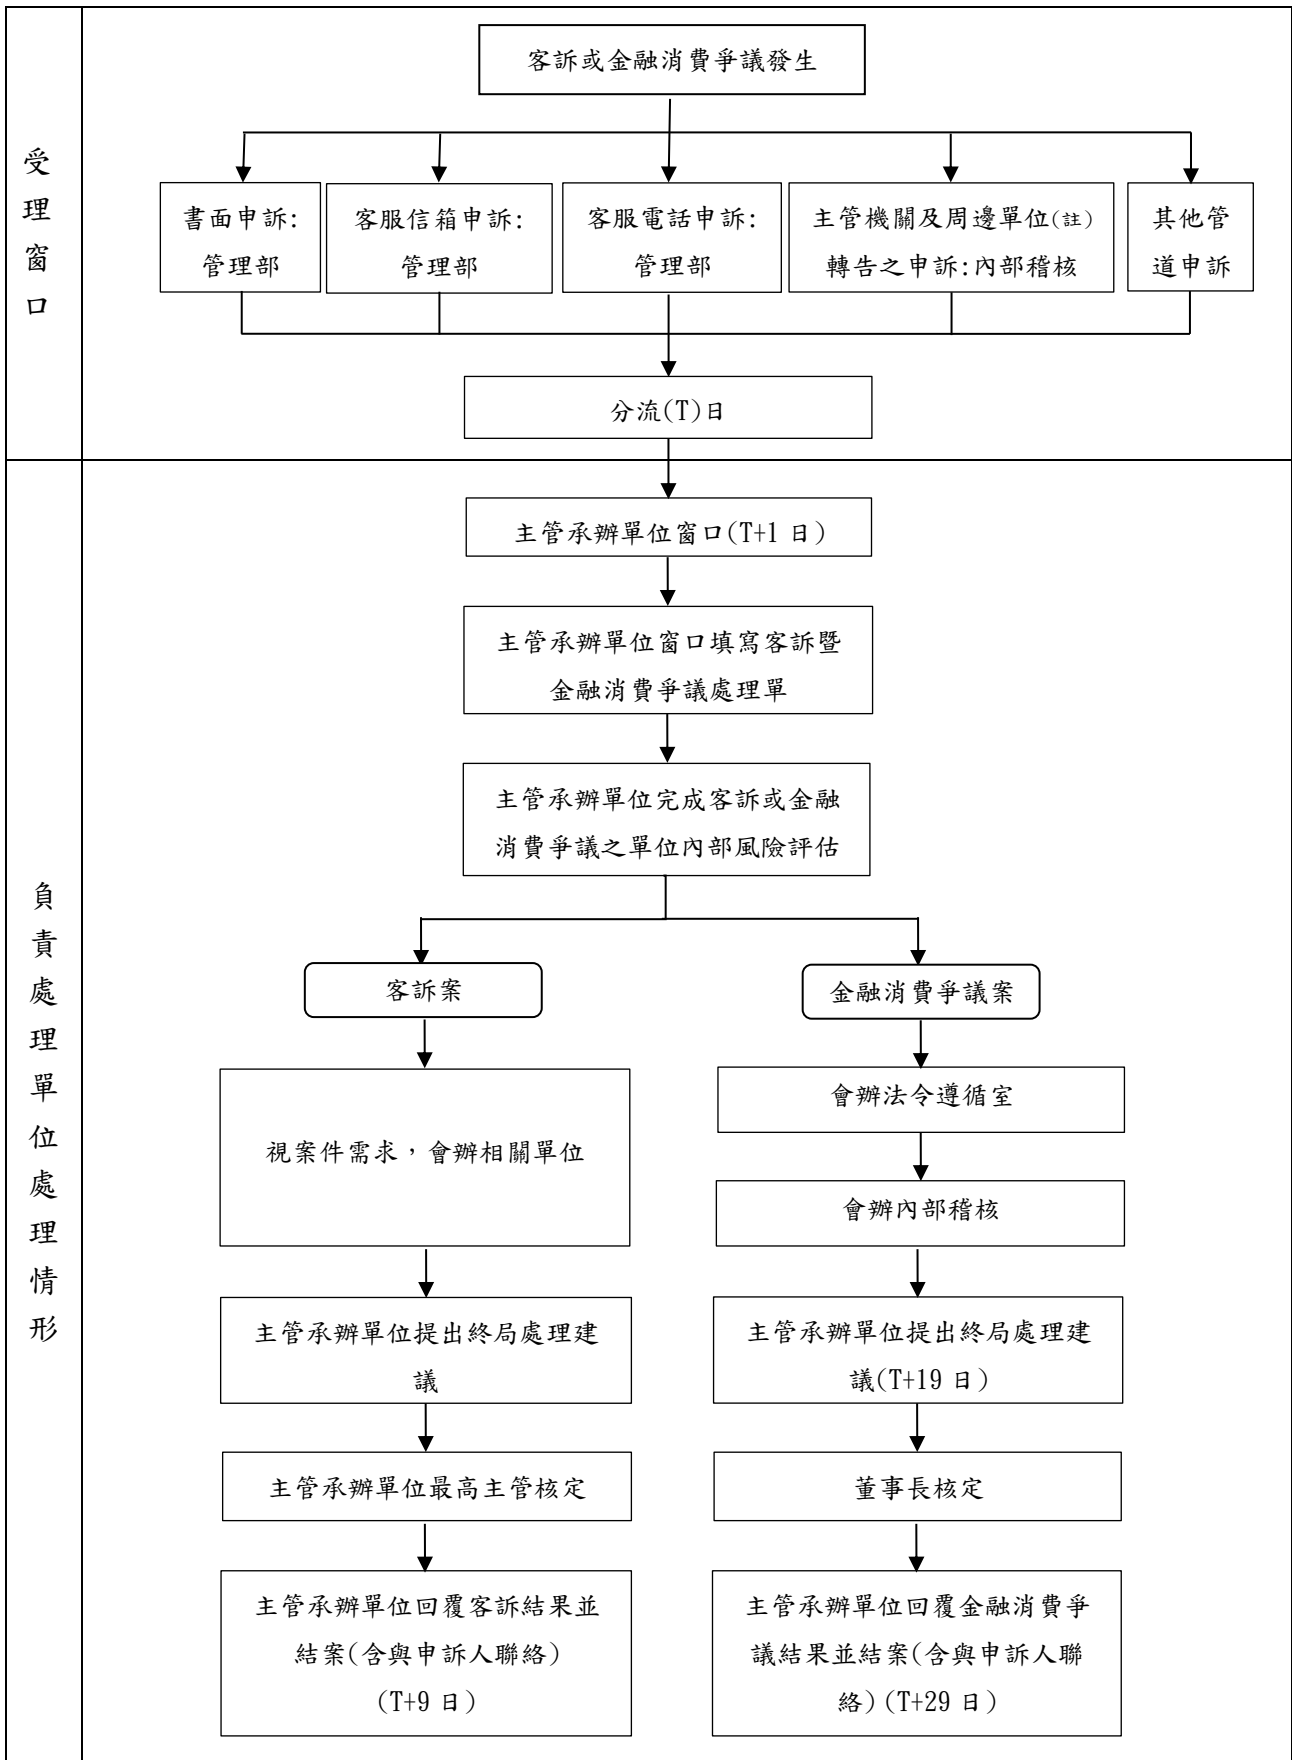 受理窗口
客訴或金融消費爭議發生
書面申訴:
管理部
客服信箱申訴:
管理部
客服電話申訴:
管理部
主管機關及周邊單位(註)
轉告之申訴:內部稽核
其他管
道申訴
分流(T)日
負責處理單位處理情形
主管承辦單位窗口(T+1 日)
主管承辦單位窗口填寫客訴暨
金融消費爭議處理單
主管承辦單位完成客訴或金融
消費爭議之單位內部風險評估
客訴案
視案件需求，會辦相關單位
主管承辦單位提出終局處理建
議
主管承辦單位最高主管核定
主管承辦單位回覆客訴結果並
結案(含與申訴人聯絡)
(T+9 日)
金融消費爭議案
會辦法令遵循室
會辦內部稽核
主管承辦單位提出終局處理建
議(T+19 日)
董事長核定
主管承辦單位回覆金融消費爭
議結果並結案(含與申訴人聯
絡)(T+29 日)